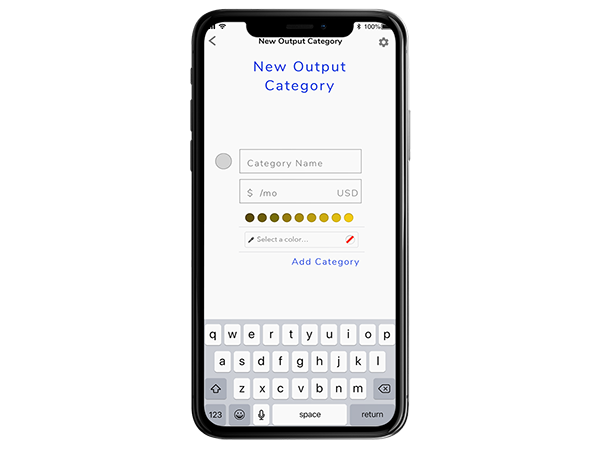 100%
New Output Category
New Output
Category
Category Name
$ /mo USD
Select a color...
Add Category
q w e r t y u i o p
a s d f g h j k l
z x c v b n m
123 space return